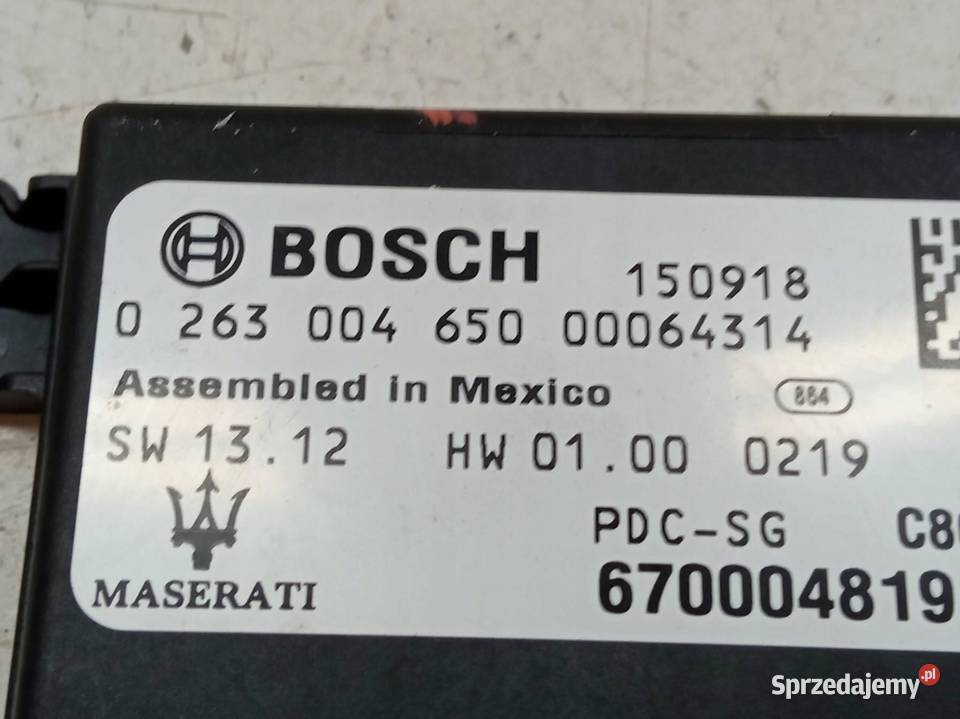 BOSCH
150918
0 263 004 650 00064314
Assembled in Mexico
884
SW 13.12 HW 01.00 0219
PDC-SG
MASERATI
670004819
Sprzedajemy.pl